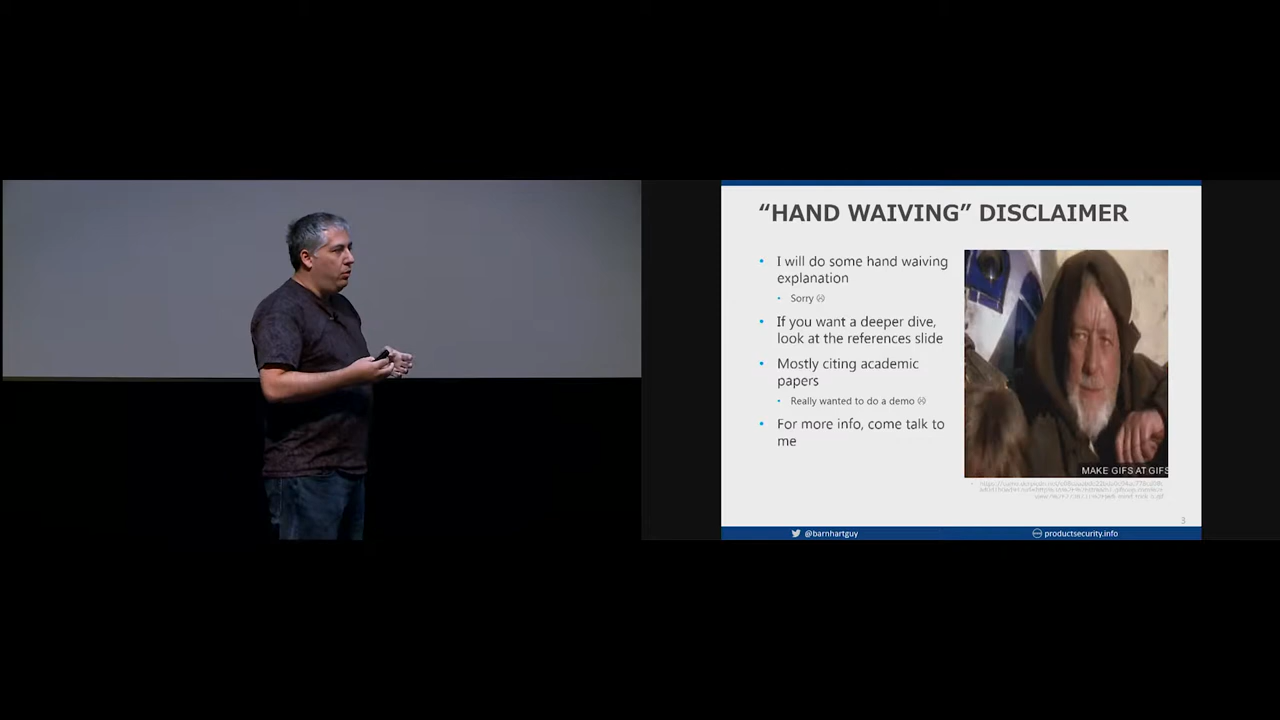 “HAND WAIVING” DISCLAIMER
• I will do some hand waiving
explanation
• Sorry ☹
• If you want a deeper dive,
look at the references slide
• Mostly citing academic
papers
• Really wanted to do a demo ☹
• For more info, come talk to
me
MAKE GIFS AT GIFS
3
@barnhartguy
productsecurity.info